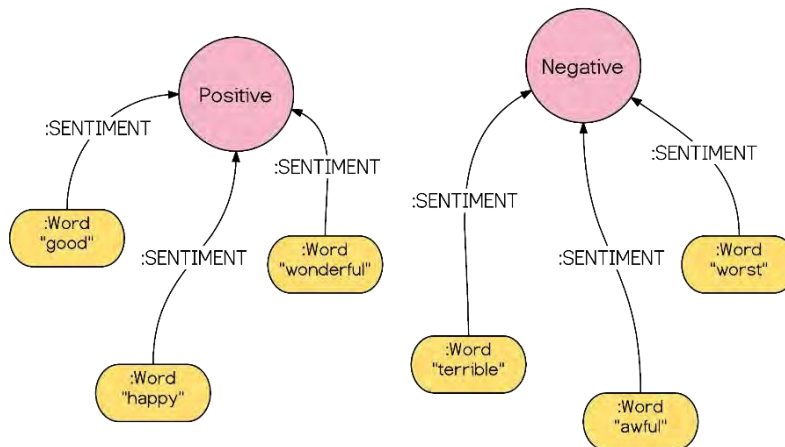 Positive
:SENTIMENT
:SENTIMENT
:Word
"good"
:SENTIMENT
:Word
"wonderful"
:Word
"happy"
Negative
:SENTIMENT
:SENTIMENT
:SENTIMENT
:Word
"worst"
:Word
"terrible"
:Word
"awful"